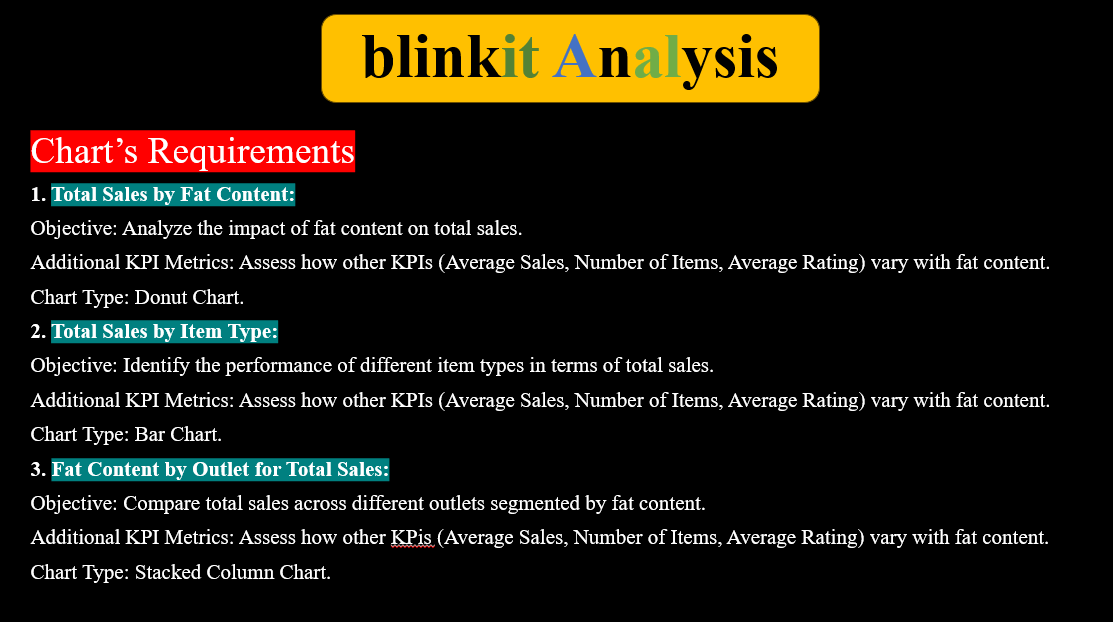 blinkit Analysis
Chart’s Requirements
1. Total Sales by Fat Content:
Objective: Analyze the impact of fat content on total sales.
Additional KPI Metrics: Assess how other KPIs (Average Sales, Number of Items, Average Rating) vary with fat content.
Chart Type: Donut Chart.
2. Total Sales by Item Type:
Objective: Identify the performance of different item types in terms of total sales.
Additional KPI Metrics: Assess how other KPIs (Average Sales, Number of Items, Average Rating) vary with fat content.
Chart Type: Bar Chart.
3. Fat Content by Outlet for Total Sales:
Objective: Compare total sales across different outlets segmented by fat content.
Additional KPI Metrics: Assess how other KPis (Average Sales, Number of Items, Average Rating) vary with fat content.
Chart Type: Stacked Column Chart.